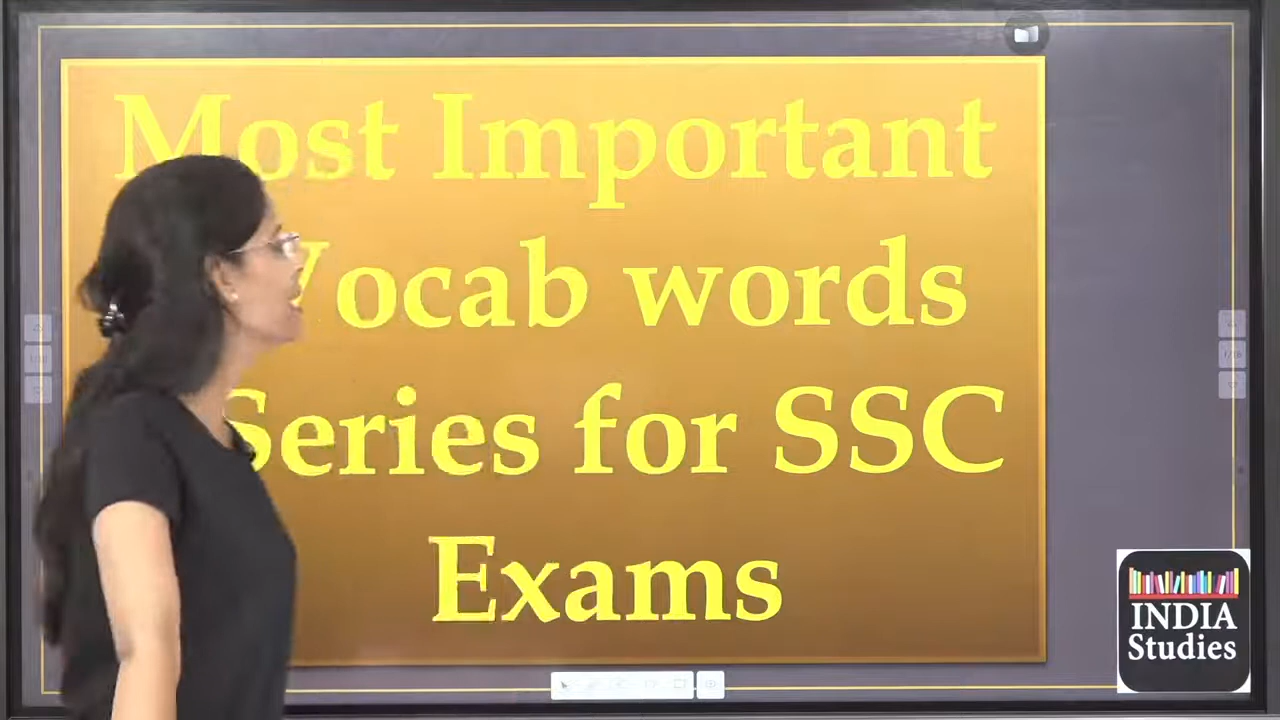 Most Important
Vocab words
Series for SSC
Exams
INDIA
Studies